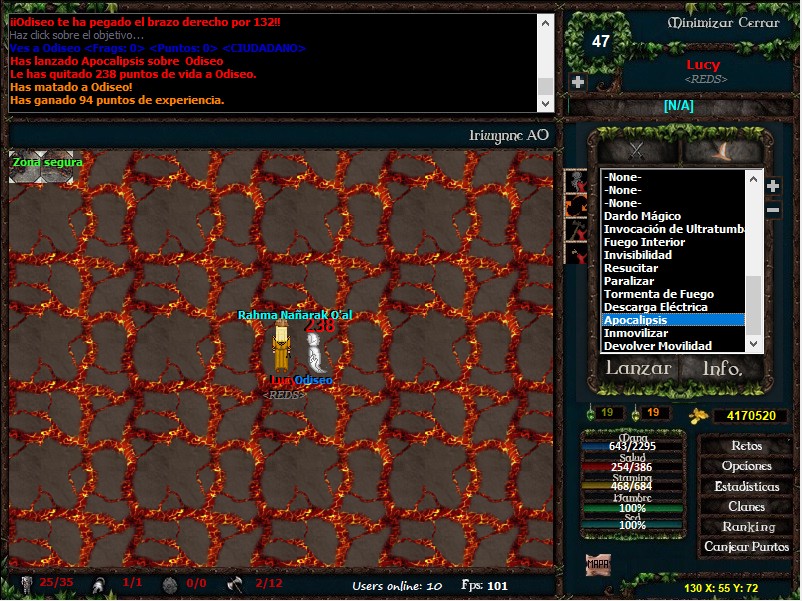 ¡¡Odiseo te ha pegado el brazo derecho por 132!!
Haz click sobre el objetivo...
Ves a Odiseo <Frags: 0> <Puntos: 0> <CIUDADANO>
Has lanzado Apocalipsis sobre Odiseo
Le has quitado 238 puntos de vida a Odiseo.
Has matado a Odiseo!
Has ganado 94 puntos de experiencia.
47
Minimizar Cerrar
Lucy
<REDS>
[N/A]
Iriwynne AO
Zona segura
Rahma Nañarak O'al
238
Lucy Odiseo
<REDS>
-None-
-None-
-None-
Dardo Mágico
Invocación de Ultratumba
Fuego Interior
Invisibilidad
Resucitar
Paralizar
Tormenta de Fuego
Descarga Eléctrica
Apocalipsis
Inmovilizar
Devolver Movilidad
Lanzar Info.
19 19 4170520
Mana
643/2295
Salud
254/386
Stamina
468/684
Hambre
100%
Sed
100%
Retos
Opciones
Estadísticas
Clanes
Ranking
Canjear Puntos
MAPA
25/35 1/1 0/0 2/12 Users online: 10 Fps: 101
130 X: 55 Y: 72